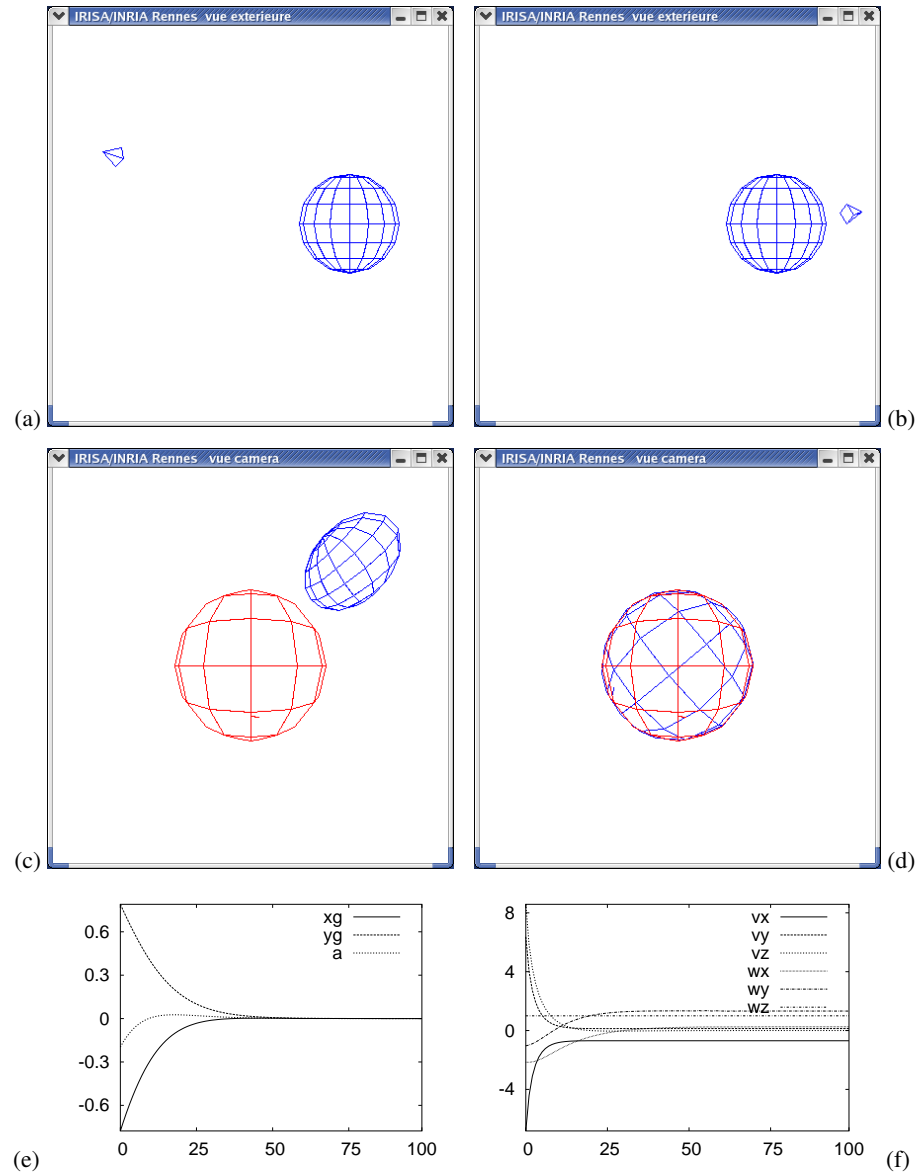 IRISA/INRIA Rennes vue exterieure
IRISA/INRIA Rennes vue exterieure
(a)
(b)
IRISA/INRIA Rennes vue camera
IRISA/INRIA Rennes vue camera
(c)
(d)
xg
yg
a
0.6
0.3
0
-0.3
-0.6
0 25 50 75 100
(e)
vx
vy
vz
wx
wy
wz
8
4
0
-4
0 25 50 75 100
(f)